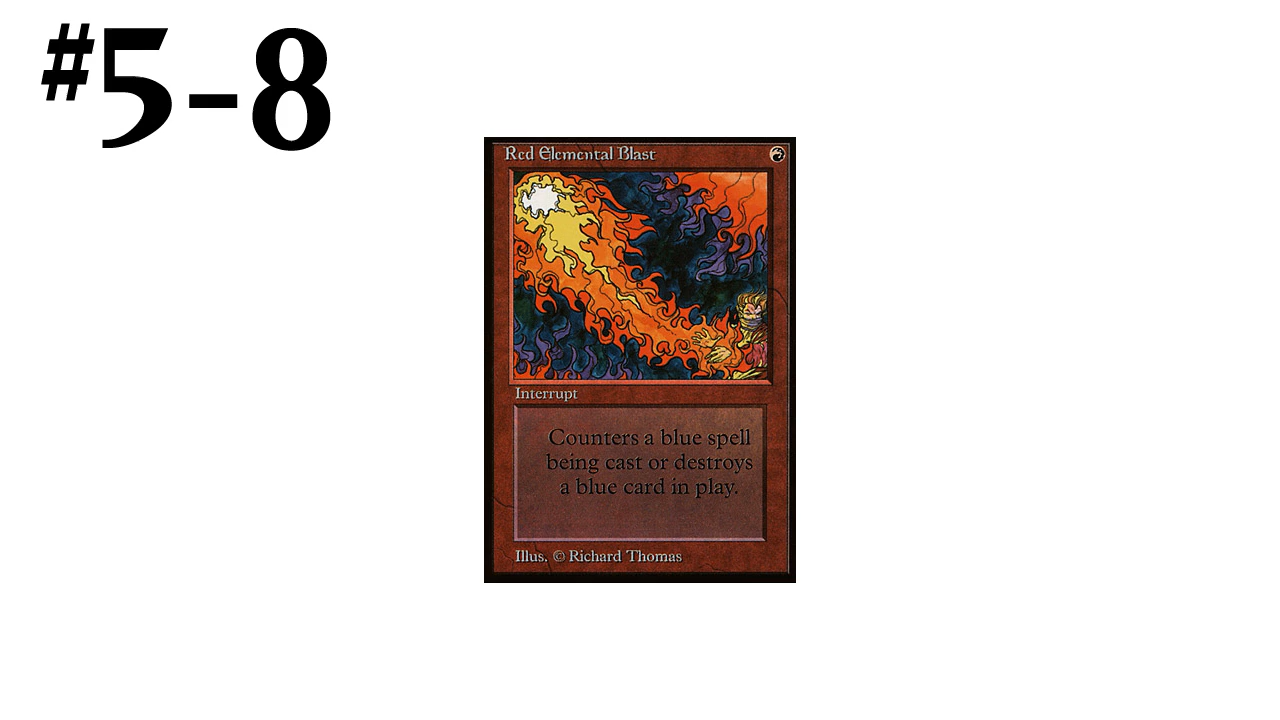 #5-8
Red Elemental Blast
Interrupt
Counters a blue spell
being cast or destroys
a blue card in play.
Illus. © Richard Thomas